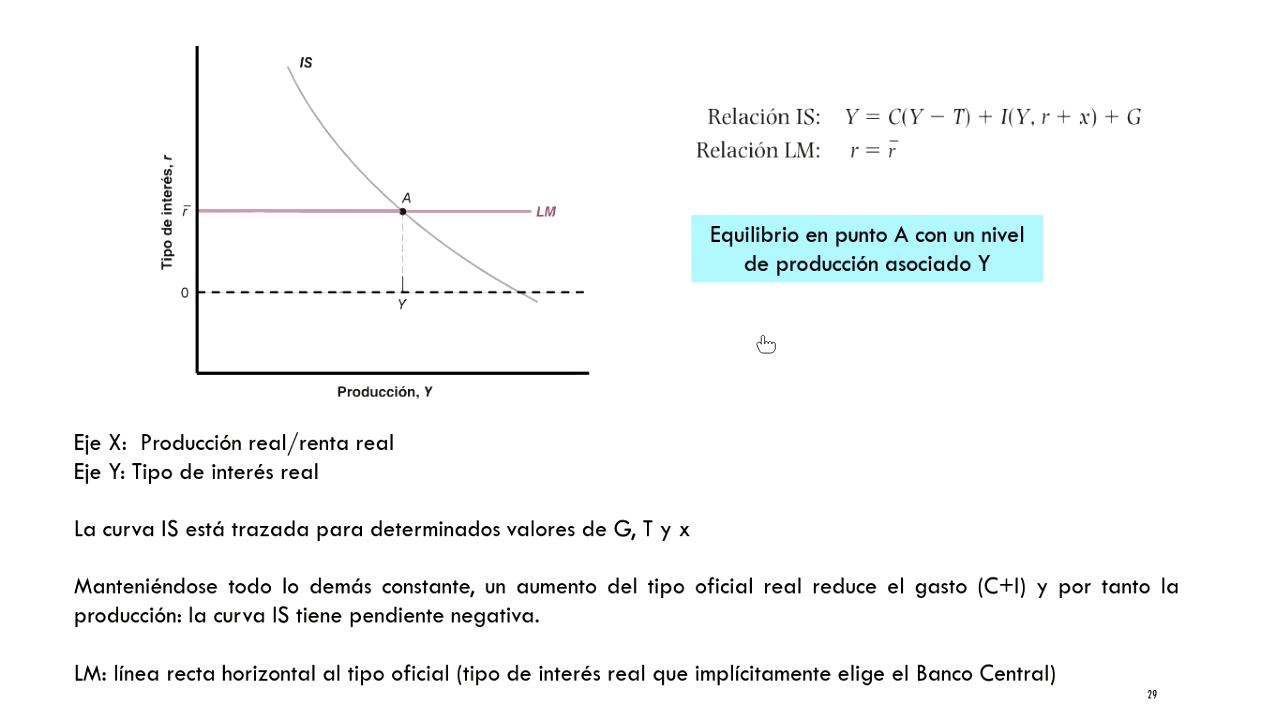 IS
Relación IS: Y = C(Y − T) + I(Y, r + x) + G
Relación LM: r = r̄
Tipo de interés, r
A
r̄
LM
Equilibrio en punto A con un nivel
de producción asociado Y
0
Y
Producción, Y
Eje X: Producción real/renta real
Eje Y: Tipo de interés real
La curva IS está trazada para determinados valores de G, T y x
Manteniéndose todo lo demás constante, un aumento del tipo oficial real reduce el gasto (C+I) y por tanto la
producción: la curva IS tiene pendiente negativa.
LM: línea recta horizontal al tipo oficial (tipo de interés real que implícitamente elige el Banco Central)
29